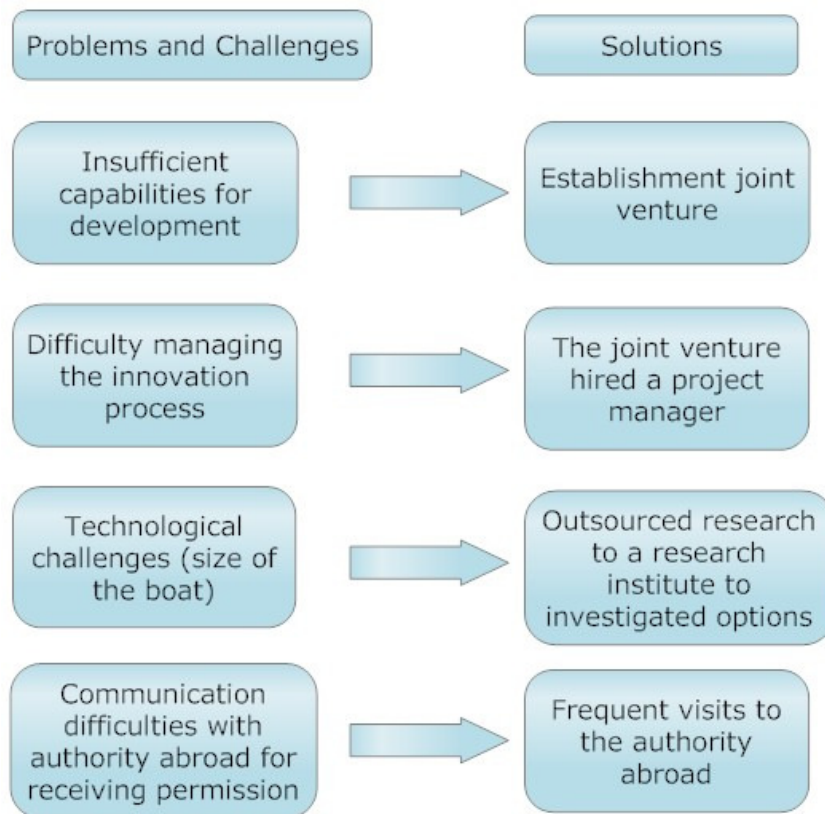 Problems and Challenges
Solutions
Insufficient
capabilities for
development
Establishment joint
venture
Difficulty managing
the innovation
process
The joint venture
hired a project
manager
Technological
challenges (size of
the boat)
Outsourced research
to a research
institute to
investigated options
Communication
difficulties with
authority abroad for
receiving permission
Frequent visits to
the authority
abroad